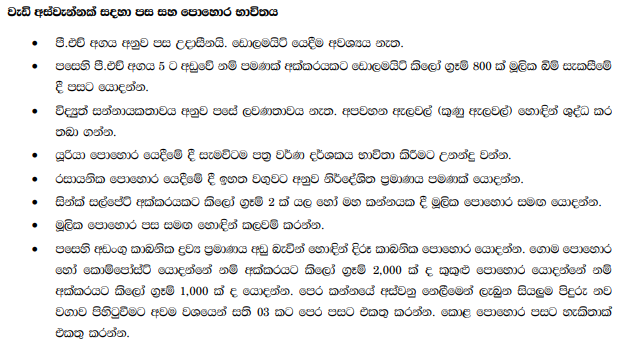 වැඩි අස්වැන්නක් සඳහා පස සහ පොහොර භාවිතය
• පී.එච් අගය අනුව පස උදාසීනයි. ඩොලමයිට් යෙදීම අවශ්‍යය නැත.
• පසෙහි පී.එච් අගය 5 ට අඩුවේ නම් පමණක් අක්කරයකට ඩොලමයිට් කිලෝ ග්‍රෑම් 800 ක් මූලික බිම් සැකසීමේ
දී පසට යොදන්න.
• විද්‍යුත් සන්නායකතාවය අනුව පසේ ලවණතාවය නැත. අපවහන ඇලවල් (කුණු ඇලවල්) හොඳින් ශුද්ධ කර
තබා ගන්න.
• යූරියා පොහොර යෙදීමේ දී සැමවිටම පත්‍ර වර්ණ දර්ශකය භාවිතා කිරීමට උනන්දු වන්න.
• රසායනික පොහොර යෙදීමේ දී ඉහත වගුවට අනුව නිර්දේශිත ප්‍රමාණය පමණක් යොදන්න.
• සින්ක් සල්පේට් අක්කරයකට කිලෝ ග්‍රෑම් 2 ක් යල හෝ මහ කන්නයක දී මූලික පොහොර සමඟ යොදන්න.
• මූලික පොහොර පස සමඟ හොඳින් කලවම් කරන්න.
• පසෙහි අඩංගු කාබනික ද්‍රව්‍ය ප්‍රමාණය අඩු බැවින් හොඳින් දිරූ කාබනික පොහොර යොදන්න. ගොම පොහොර
හෝ කොම්පෝස්ට් යොදන්නේ නම් අක්කරයට කිලෝ ග්‍රෑම් 2,000 ක් ද කුකුළු පොහොර යොදන්නේ නම්
අක්කරයට කිලෝ ග්‍රෑම් 1,000 ක් ද යොදන්න. පෙර කන්නයේ අස්වනු නෙලීමෙන් ලැබුන සියලුම පිදුරු නව
වගාව පිහිටුවීමට අවම වශයෙන් සති 03 කට පෙර පසට එකතු කරන්න. කොළ පොහොර පසට හැකිතාක්
එකතු කරන්න.